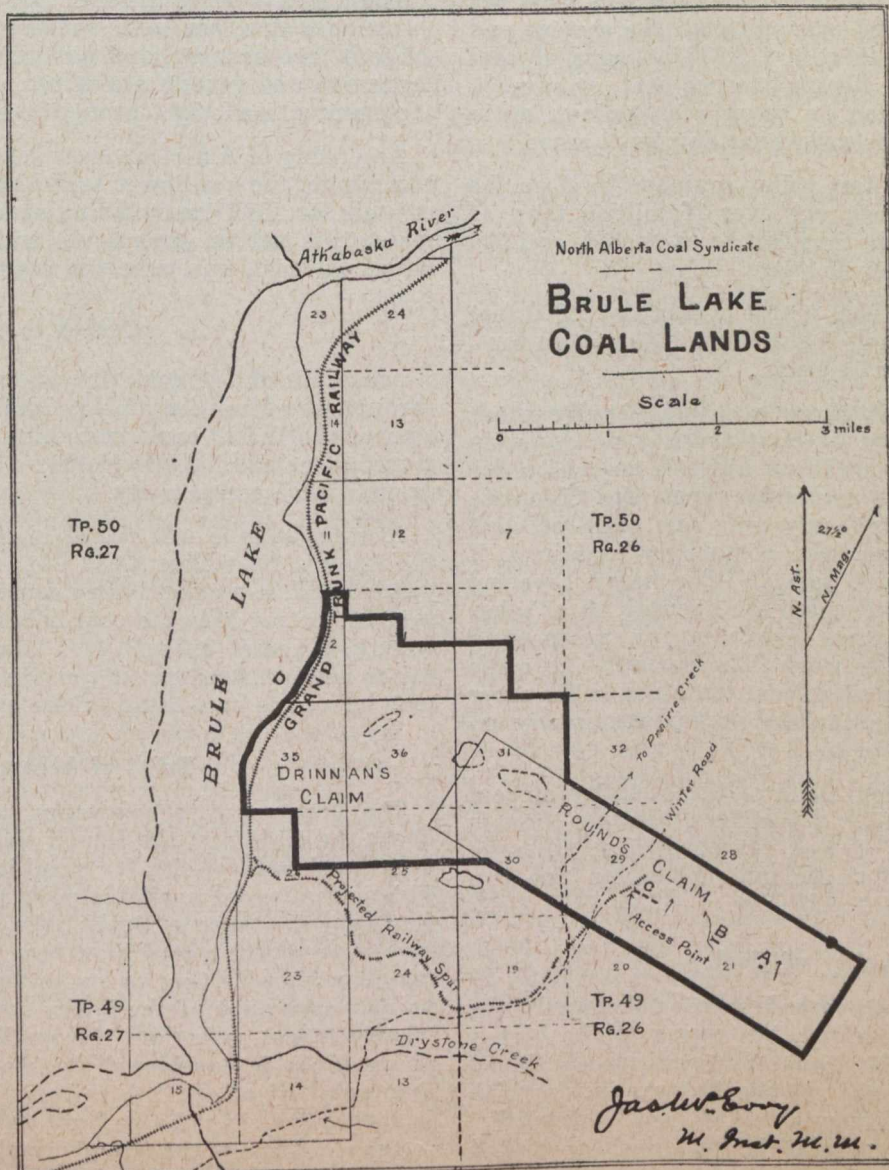 Athabaska River
North Alberta Coal Syndicate
BRULE LAKE
COAL LANDS
Scale
0 1 2 3 miles
23 24
13
GRAND TRUNK = PACIFIC = RAILWAY
TP. 50
RG. 27
12
7
TP. 50
RG. 26
27½°
N. Ast.
N. Mag.
BRULE LAKE
2
D
to Prairie Creek
Winter Road
35
36
31
32
DRINNAN'S
CLAIM
ROUND'S CLAIM
30
29
28
25
Projected Railway Spur
C
B
A
Access Point
23
24
19
20
21
TP. 49
RG. 27
TP. 49
RG. 26
Drystone Creek
15
14
13
Jas McEvoy
M. Inst. M. M.